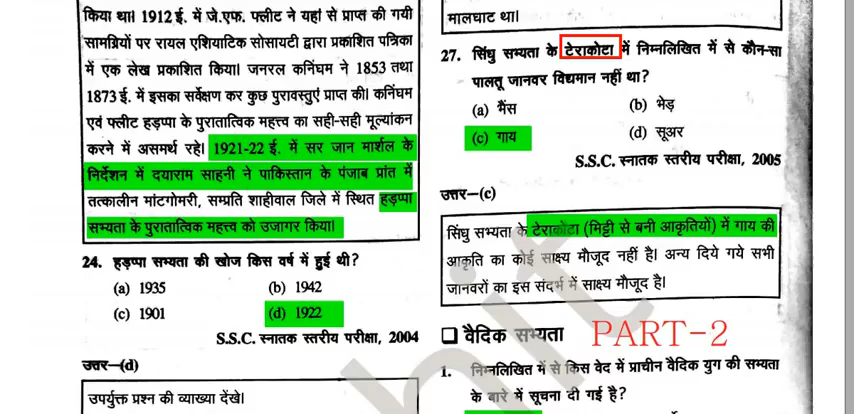 किया था। 1912 ई. में जे.एफ. फ्लीट ने यहां से प्राप्त की गयी
सामग्रियों पर रायल एशियाटिक सोसायटी द्वारा प्रकाशित पत्रिका
में एक लेख प्रकाशित किया। जनरल कनिंघम ने 1853 तथा
1873 ई. में इसका सर्वेक्षण कर कुछ पुरावस्तुएं प्राप्त की। कनिंघम
एवं फ्लीट हड़प्पा के पुरातात्विक महत्त्व का सही-सही मूल्यांकन
करने में असमर्थ रहे। 1921-22 ई. में सर जान मार्शल के
निर्देशन में दयाराम साहनी ने पाकिस्तान के पंजाब प्रांत में
तत्कालीन मांटगोमरी, सम्प्रति शाहीवाल जिले में स्थित हड़प्पा
सभ्यता के पुरातात्विक महत्त्व को उजागर किया।
24. हड़प्पा सभ्यता की खोज किस वर्ष में हुई थी?
(a) 1935 (b) 1942
(c) 1901 (d) 1922
S.S.C. स्नातक स्तरीय परीक्षा, 2004
उत्तर—(d)
उपर्युक्त प्रश्न की व्याख्या देंखे।
मालघाट था।
27. सिंधु सभ्यता के टेराकोटा में निम्नलिखित में से कौन-सा
पालतू जानवर विद्यमान नहीं था?
(a) भैंस (b) भेड़
(c) गाय (d) सूअर
S.S.C. स्नातक स्तरीय परीक्षा, 2005
उत्तर—(c)
सिंधु सभ्यता के टेराकोंटा (मिट्टी से बनी आकृतियों) में गाय की
आकृति का कोई साक्ष्य मौजूद नहीं है। अन्य दिये गये सभी
जानवरों का इस संदर्भ में साक्ष्य मौजूद है।
❑ वैदिक सभ्यता PART-2
1. निम्नलिखित में से किस वेद में प्राचीन वैदिक युग की सभ्यता
के बारे में सूचना दी गई है?